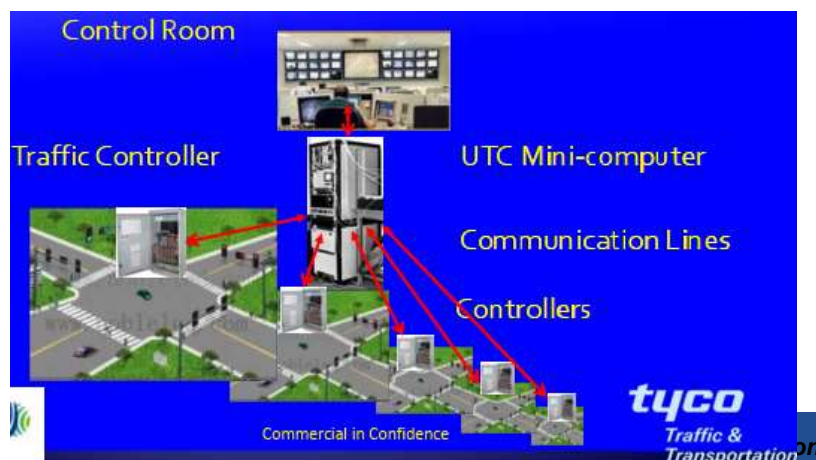 Control Room
Traffic Controller
UTC Mini-computer
Communication Lines
Controllers
Commercial in Confidence
tyco
Traffic &
Transportation